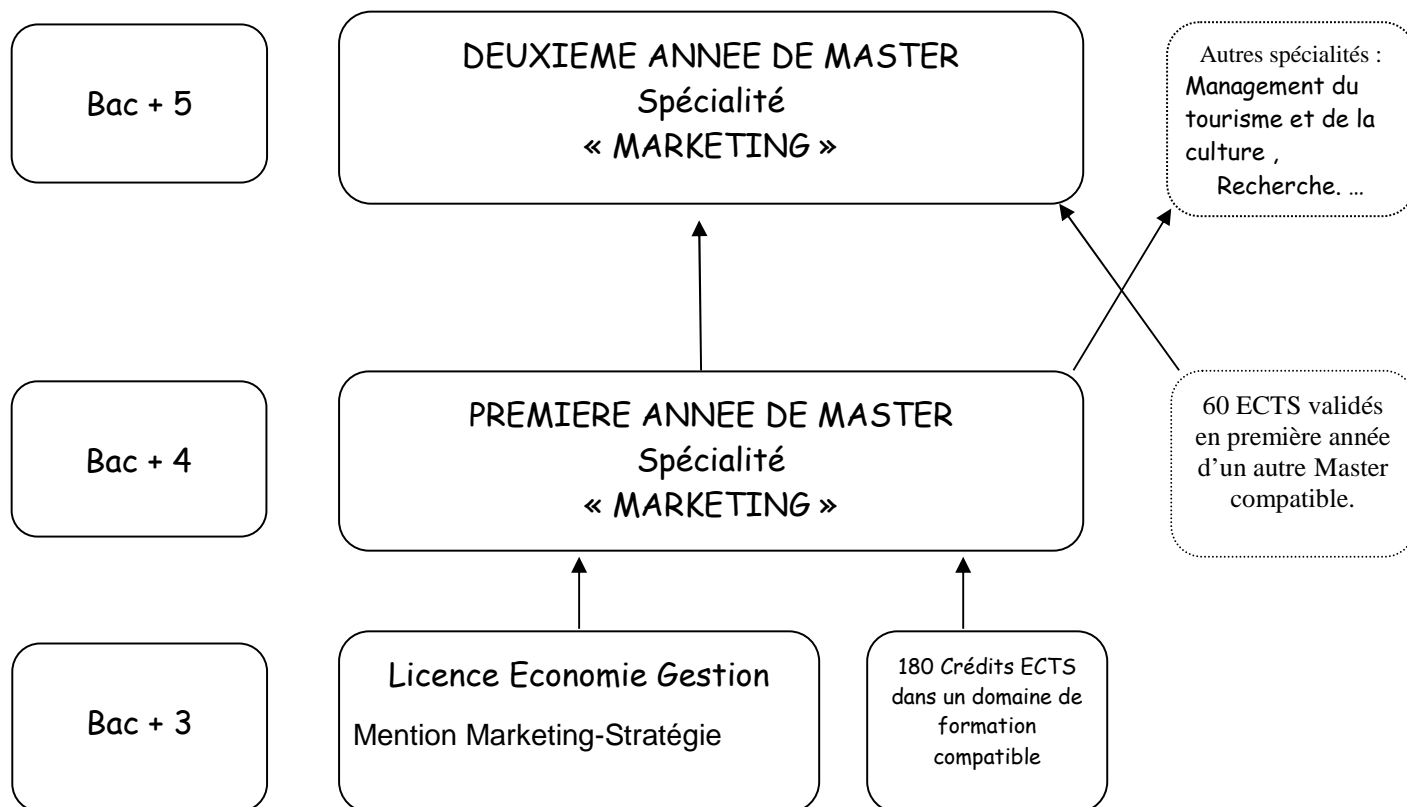 Bac + 5
DEUXIEME ANNEE DE MASTER
Spécialité
« MARKETING »
Autres spécialités :
Management du
tourisme et de la
culture ,
Recherche. ...
Bac + 4
PREMIERE ANNEE DE MASTER
Spécialité
« MARKETING »
60 ECTS validés
en première année
d’un autre Master
compatible.
Bac + 3
Licence Economie Gestion
Mention Marketing-Stratégie
180 Crédits ECTS
dans un domaine de
formation
compatible